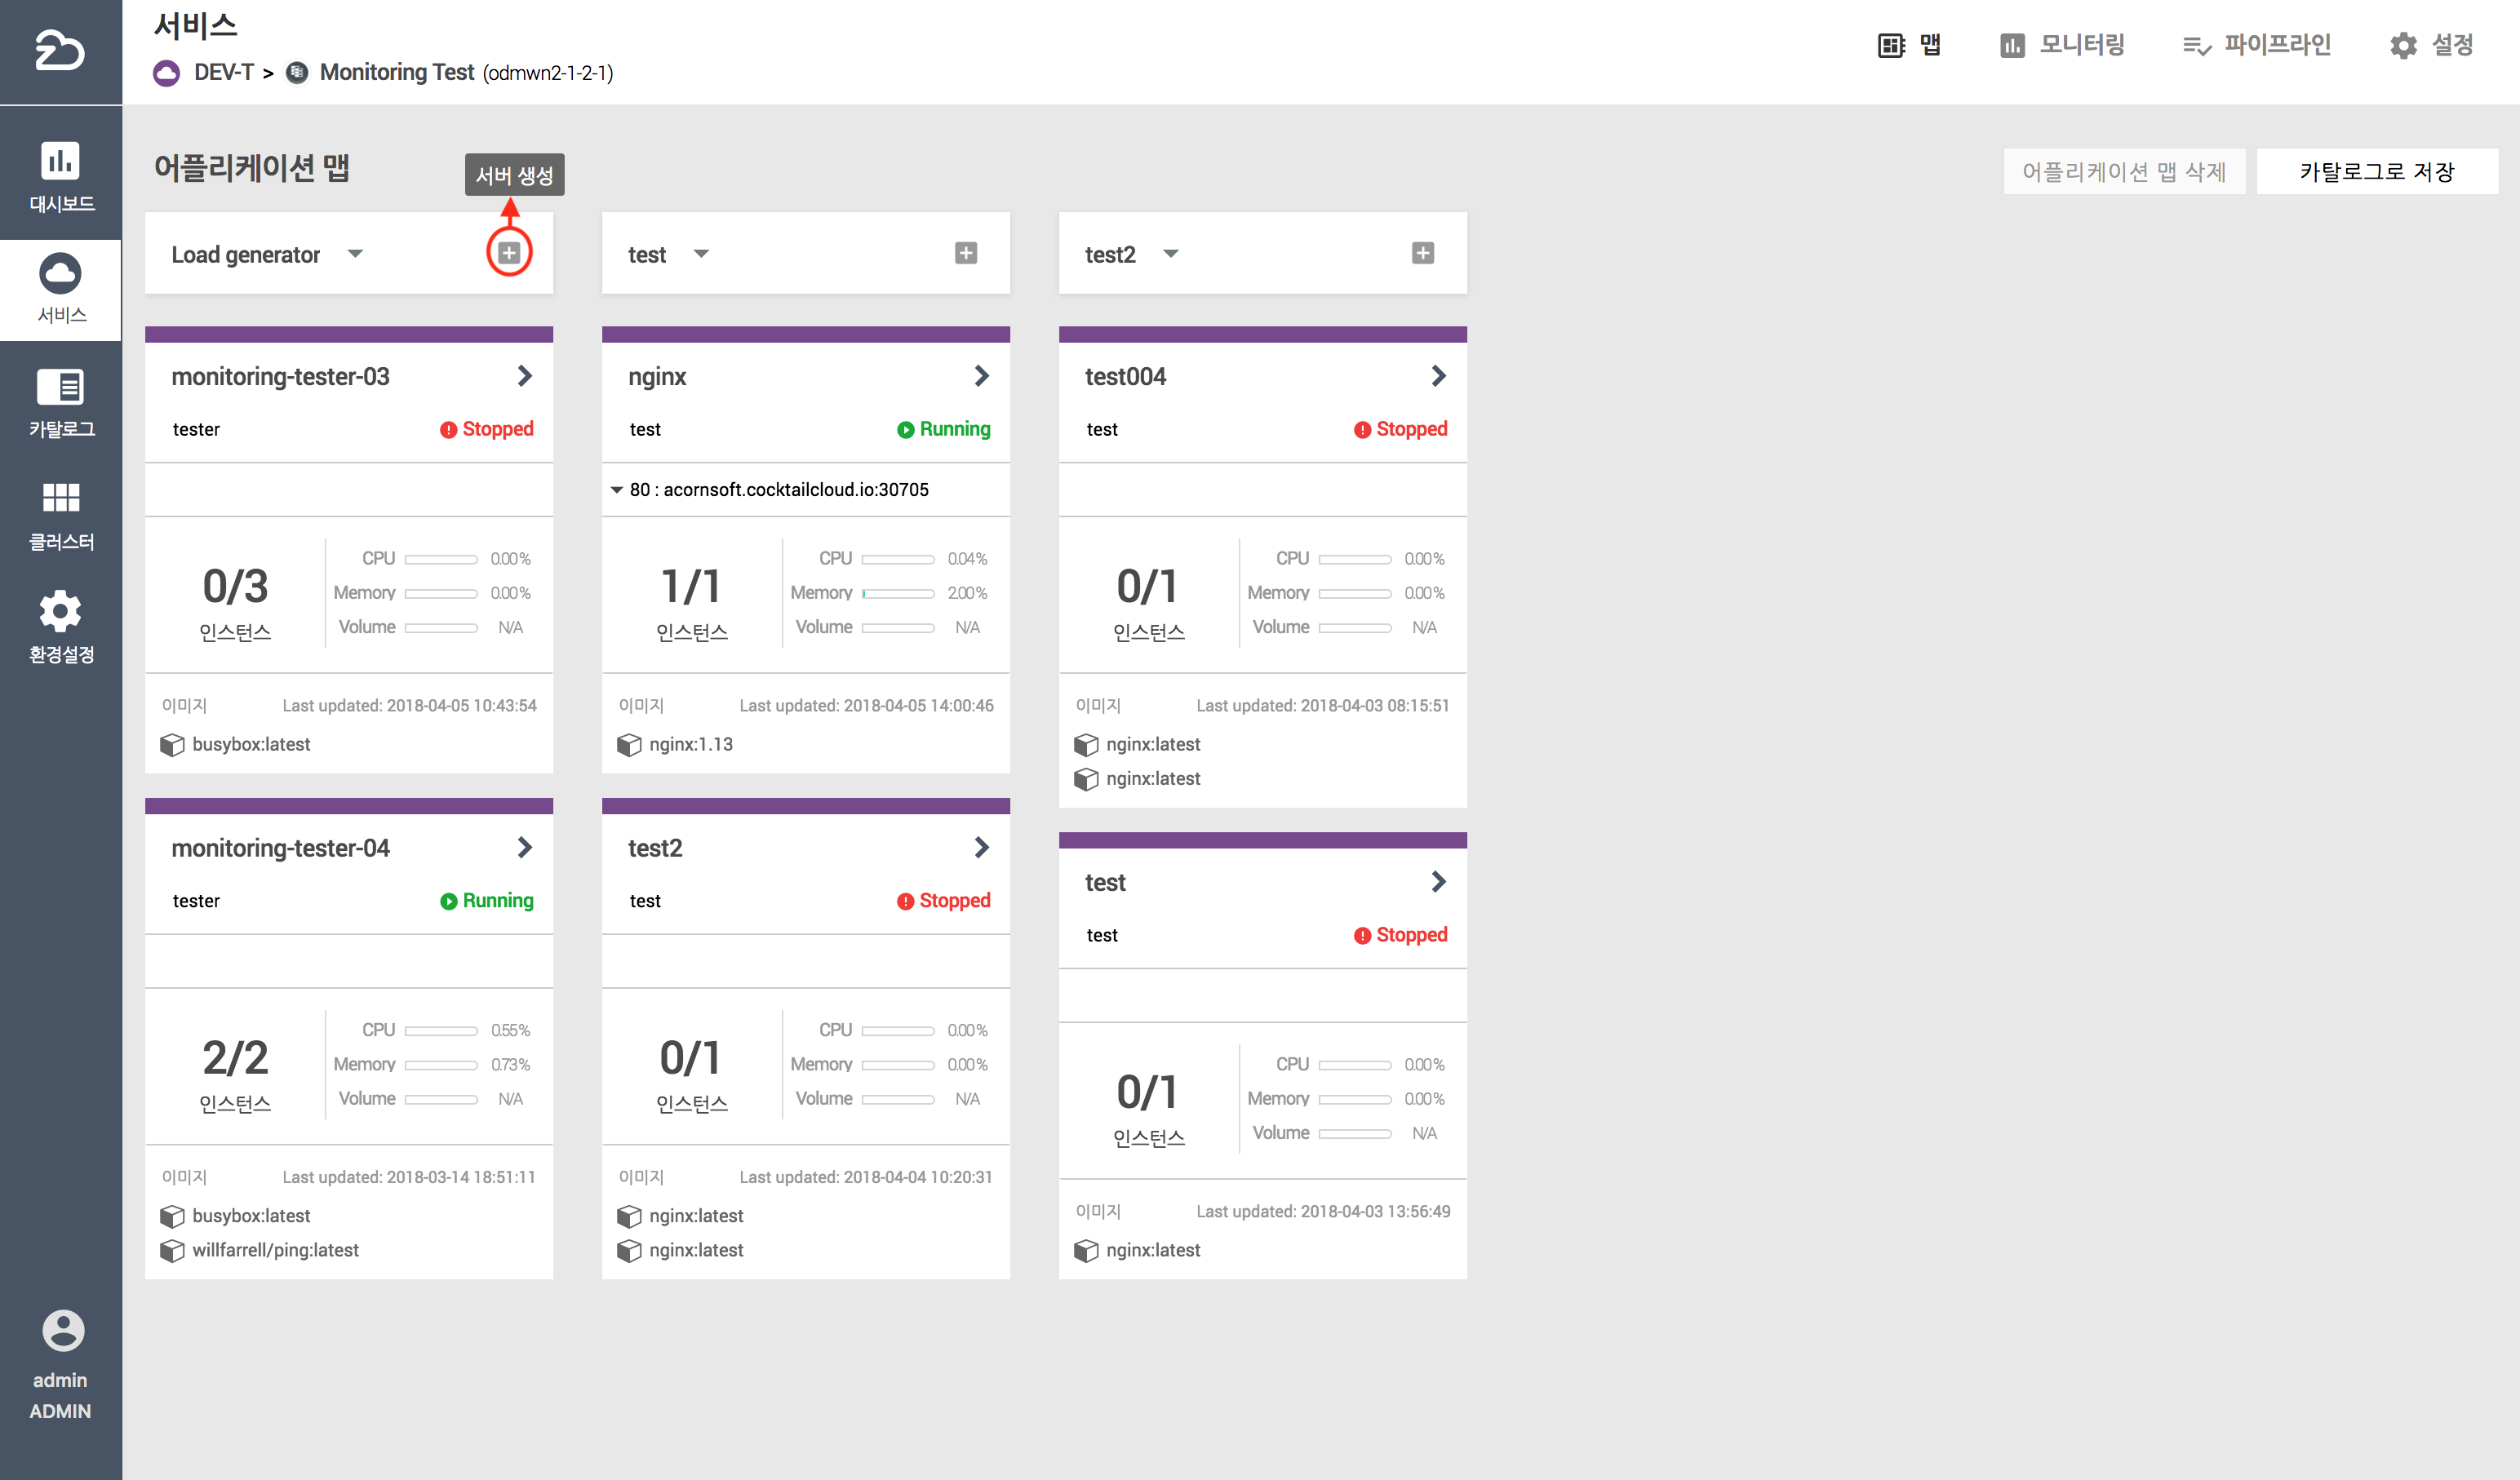 서비스
DEV-T > Monitoring Test (odmwn2-1-2-1)
맵
모니터링
파이프라인
설정
대시보드
서비스
카탈로그
클러스터
환경설정
admin
ADMIN
어플리케이션 맵
서버 생성
어플리케이션 맵 삭제
카탈로그로 저장
Load generator
monitoring-tester-03
tester
Stopped
0/3
인스턴스
CPU 0.00%
Memory 0.00%
Volume N/A
이미지
Last updated: 2018-04-05 10:43:54
busybox:latest
monitoring-tester-04
tester
Running
2/2
인스턴스
CPU 0.55%
Memory 0.73%
Volume N/A
이미지
Last updated: 2018-03-14 18:51:11
busybox:latest
willfarrell/ping:latest
test
nginx
test
Running
80 : acornsoft.cocktailcloud.io:30705
1/1
인스턴스
CPU 0.04%
Memory 2.00%
Volume N/A
이미지
Last updated: 2018-04-05 14:00:46
nginx:1.13
test2
test
Stopped
0/1
인스턴스
CPU 0.00%
Memory 0.00%
Volume N/A
이미지
Last updated: 2018-04-04 10:20:31
nginx:latest
nginx:latest
test2
test004
test
Stopped
0/1
인스턴스
CPU 0.00%
Memory 0.00%
Volume N/A
이미지
Last updated: 2018-04-03 08:15:51
nginx:latest
nginx:latest
test
test
Stopped
0/1
인스턴스
CPU 0.00%
Memory 0.00%
Volume N/A
이미지
Last updated: 2018-04-03 13:56:49
nginx:latest